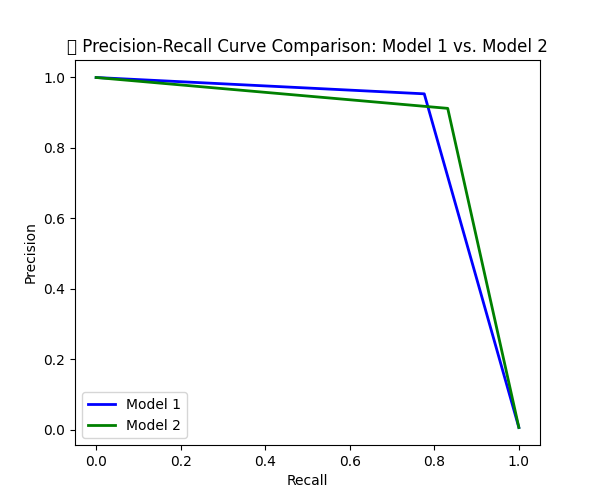 Precision-Recall Curve Comparison: Model 1 vs. Model 2
1.0
0.8
0.6
0.4
0.2
0.0
Precision
Model 1
Model 2
0.0 0.2 0.4 0.6 0.8 1.0
Recall